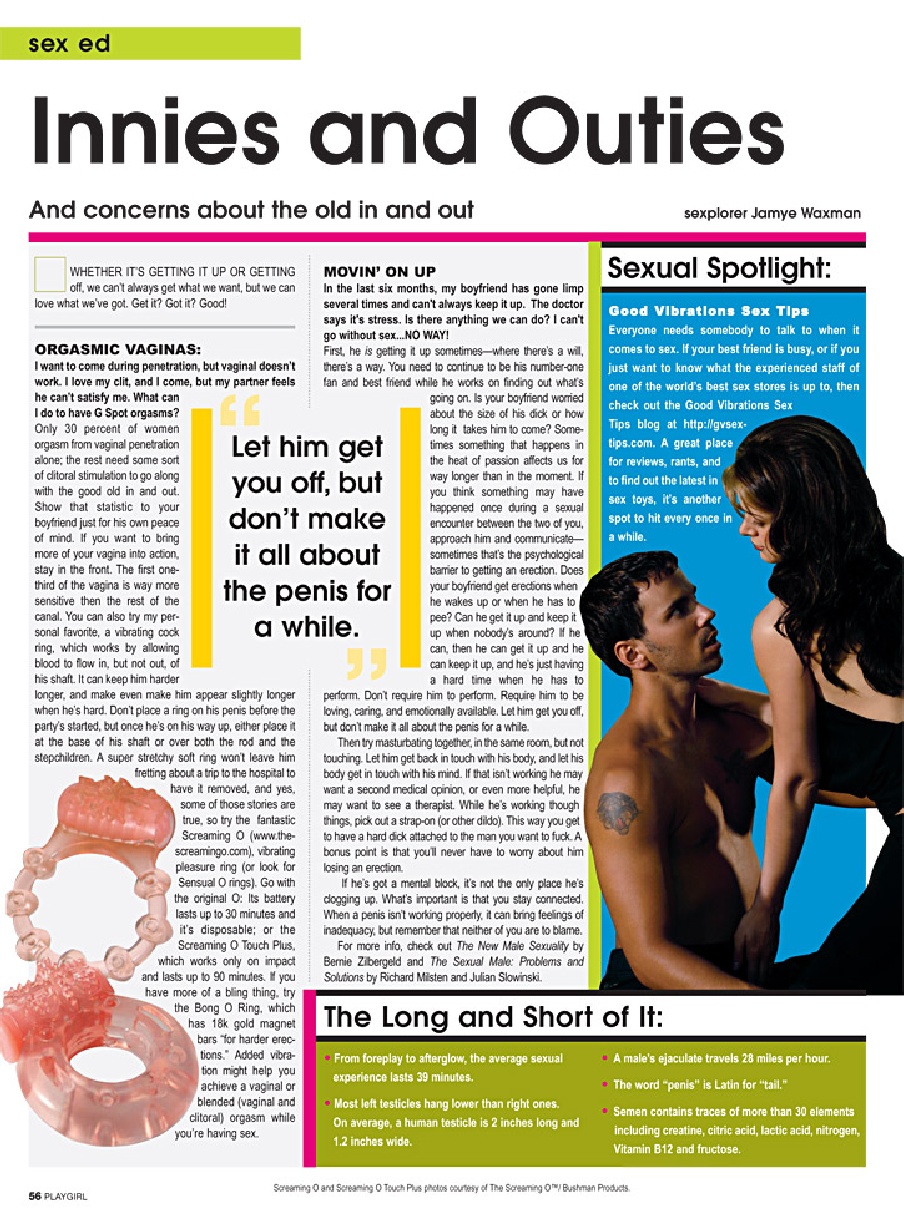 sex ed
Innies and Outies
And concerns about the old in and out
sexplorer Jamye Waxman
WHETHER IT'S GETTING IT UP OR GETTING
off, we can't always get what we want, but we can
love what we've got. Get it? Got it? Good!
ORGASMIC VAGINAS:
I want to come during penetration, but vaginal doesn't
work. I love my clit, and I come, but my partner feels
he can't satisfy me. What can
I do to have G Spot orgasms?
Only 30 percent of women
orgasm from vaginal penetration
alone; the rest need some sort
of clitoral stimulation to go along
with the good old in and out.
Show that statistic to your
boyfriend just for his own peace
of mind. If you want to bring
more of your vagina into action,
stay in the front. The first one-
third of the vagina is way more
sensitive then the rest of the
canal. You can also try my per-
sonal favorite, a vibrating cock
ring, which works by allowing
blood to flow in, but not out, of
his shaft. It can keep him harder
longer, and make even make him appear slightly longer
when he's hard. Don't place a ring on his penis before the
party's started, but once he's on his way up, either place it
at the base of his shaft or over both the rod and the
stepchildren. A super stretchy soft ring won't leave him
fretting about a trip to the hospital to
have it removed, and yes,
some of those stories are
true, so try the fantastic
Screaming O (www.the-
screamingo.com), vibrating
pleasure ring (or look for
Sensual O rings). Go with
the original O: Its battery
lasts up to 30 minutes and
it's disposable; or the
Screaming O Touch Plus,
which works only on impact
and lasts up to 90 minutes. If you
have more of a bling thing, try
the Bong O Ring, which
has 18k gold magnet
bars "for harder erec-
tions." Added vibra-
tion might help you
achieve a vaginal or
blended (vaginal and
clitoral) orgasm while
you're having sex.
“
Let him get
you off, but
don't make
it all about
the penis for
a while.
”
MOVIN' ON UP
In the last six months, my boyfriend has gone limp
several times and can't always keep it up. The doctor
says it's stress. Is there anything we can do? I can't
go without sex...NO WAY!
First, he is getting it up sometimes—where there's a will,
there's a way. You need to continue to be his number-one
fan and best friend while he works on finding out what's
going on. Is your boyfriend worried
about the size of his dick or how
long it takes him to come? Some-
times something that happens in
the heat of passion affects us for
way longer than in the moment. If
you think something may have
happened once during a sexual
encounter between the two of you,
approach him and communicate—
sometimes that's the psychological
barrier to getting an erection. Does
your boyfriend get erections when
he wakes up or when he has to
pee? Can he get it up and keep it
up when nobody's around? If he
can, then he can get it up and he
can keep it up, and he's just having
a hard time when he has to
perform. Don't require him to perform. Require him to be
loving, caring, and emotionally available. Let him get you off,
but don't make it all about the penis for a while.
Then try masturbating together, in the same room, but not
touching. Let him get back in touch with his body, and let his
body get in touch with his mind. If that isn't working he may
want a second medical opinion, or even more helpful, he
may want to see a therapist. While he's working though
things, pick out a strap-on (or other dildo). This way you get
to have a hard dick attached to the man you want to fuck. A
bonus point is that you'll never have to worry about him
losing an erection.
If he's got a mental block, it's not the only place he's
clogging up. What's important is that you stay connected.
When a penis isn't working properly, it can bring feelings of
inadequacy, but remember that neither of you are to blame.
For more info, check out The New Male Sexuality by
Bernie Zilbergeld and The Sexual Male: Problems and
Solutions by Richard Milsten and Julian Slowinski.
Sexual Spotlight:
Good Vibrations Sex Tips
Everyone needs somebody to talk to when it
comes to sex. If your best friend is busy, or if you
just want to know what the experienced staff of
one of the world's best sex stores is up to, then
check out the Good Vibrations Sex
Tips blog at http://gvsex-
tips.com. A great place
for reviews, rants, and
to find out the latest in
sex toys, it's another
spot to hit every once in
a while.
The Long and Short of It:
• From foreplay to afterglow, the average sexual
experience lasts 39 minutes.
• Most left testicles hang lower than right ones.
On average, a human testicle is 2 inches long and
1.2 inches wide.
• A male's ejaculate travels 28 miles per hour.
• The word "penis" is Latin for "tail."
• Semen contains traces of more than 30 elements
including creatine, citric acid, lactic acid, nitrogen,
Vitamin B12 and fructose.
Screaming O and Screaming O Touch Plus photos courtesy of The Screaming O™/ Bushman Products.
56 PLAYGIRL